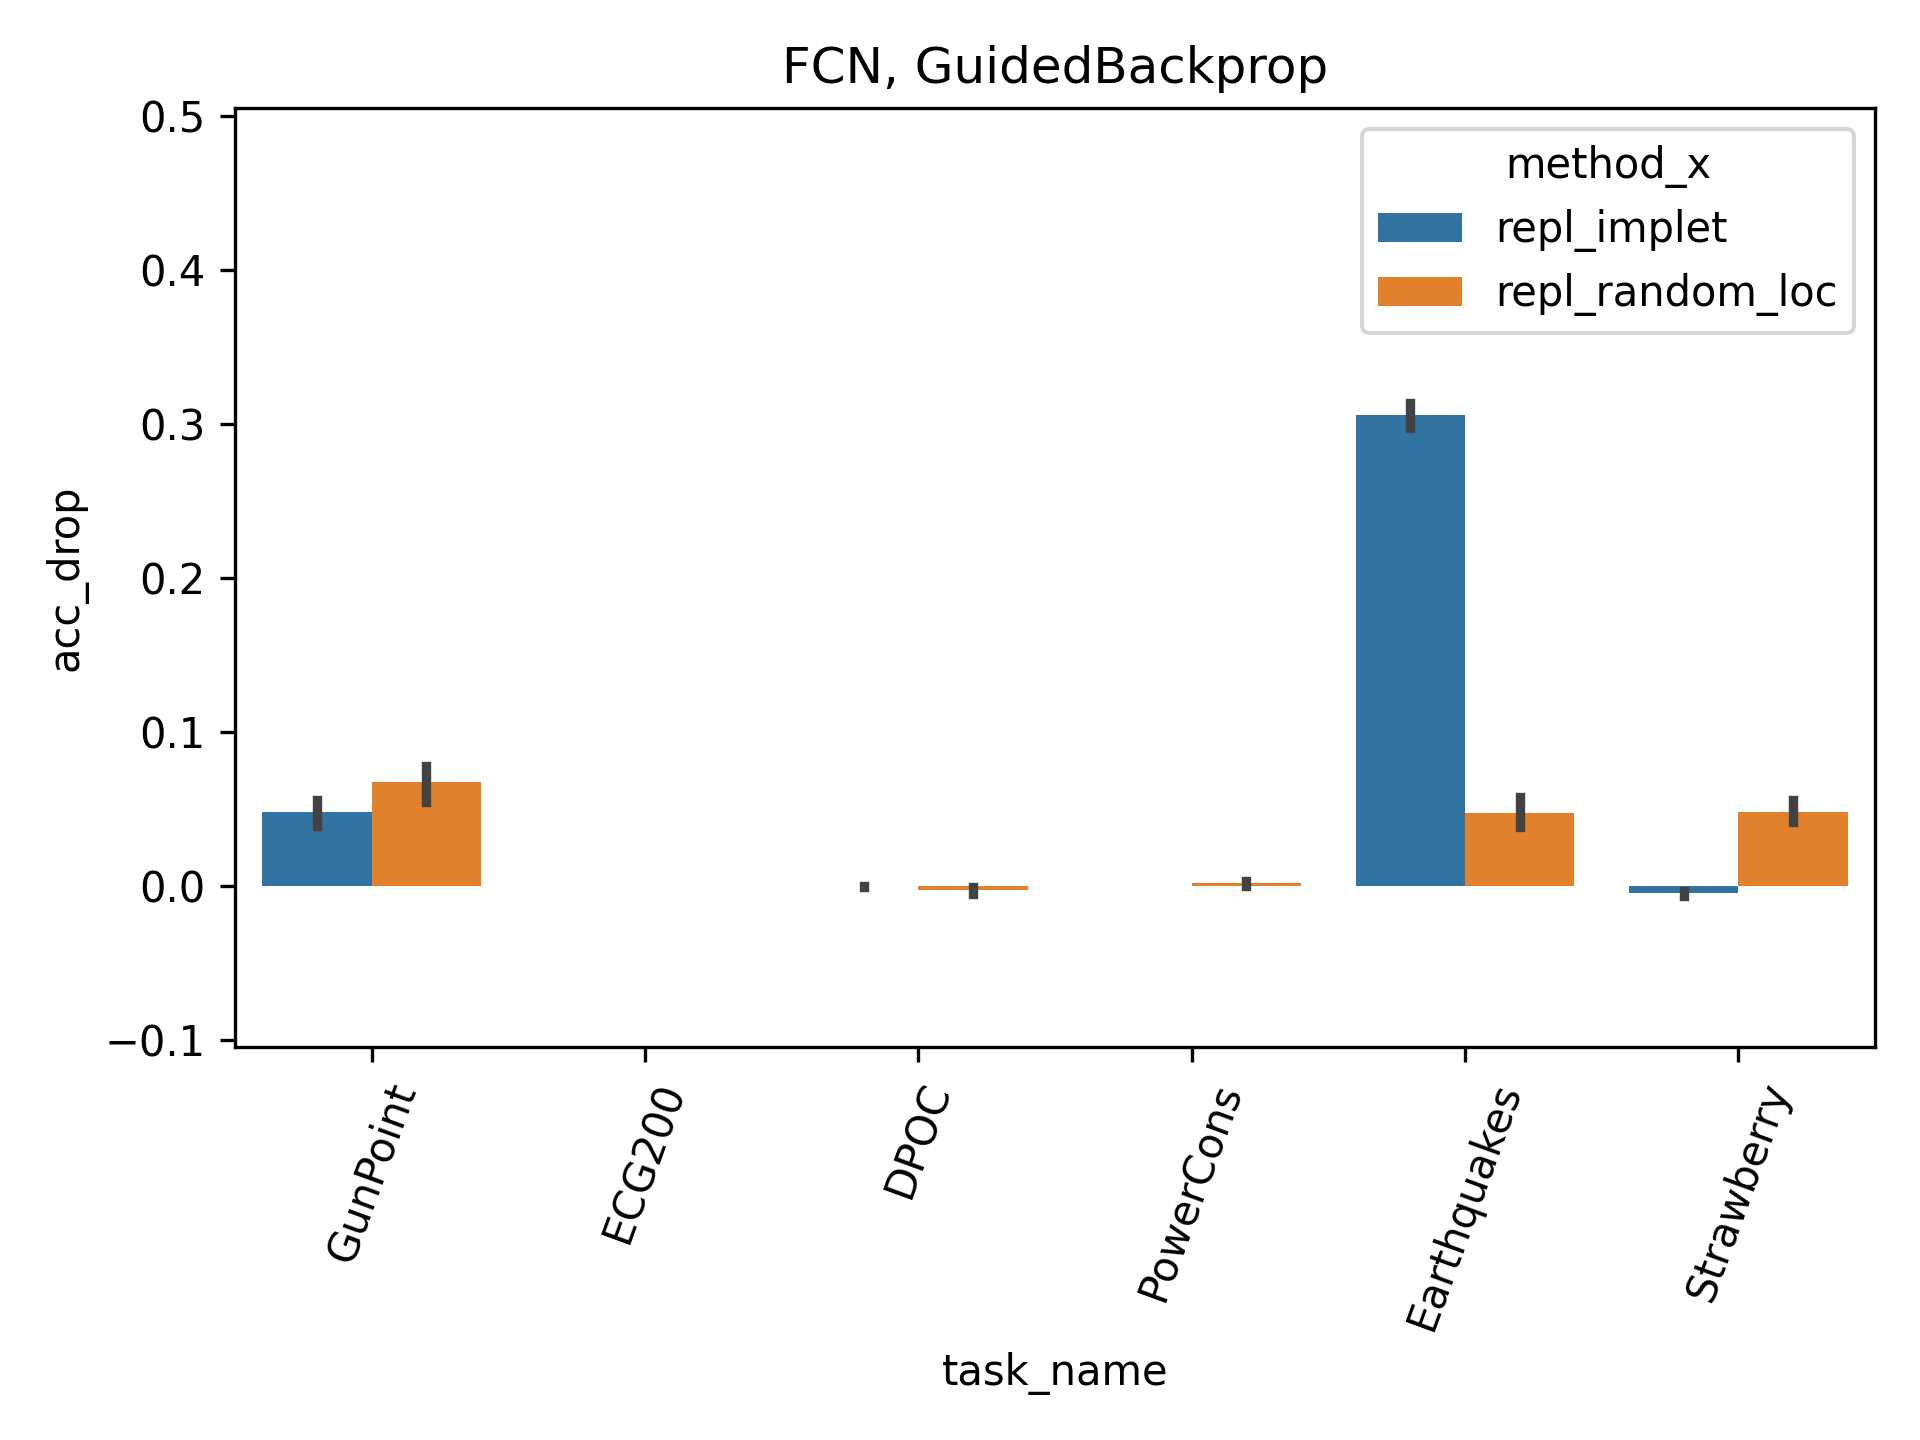 FCN, GuidedBackprop
0.5
0.4
0.3
0.2
0.1
0.0
−0.1
acc_drop
method_x
repl_implet
repl_random_loc
GunPoint
ECG200
DPOC
PowerCons
Earthquakes
Strawberry
task_name